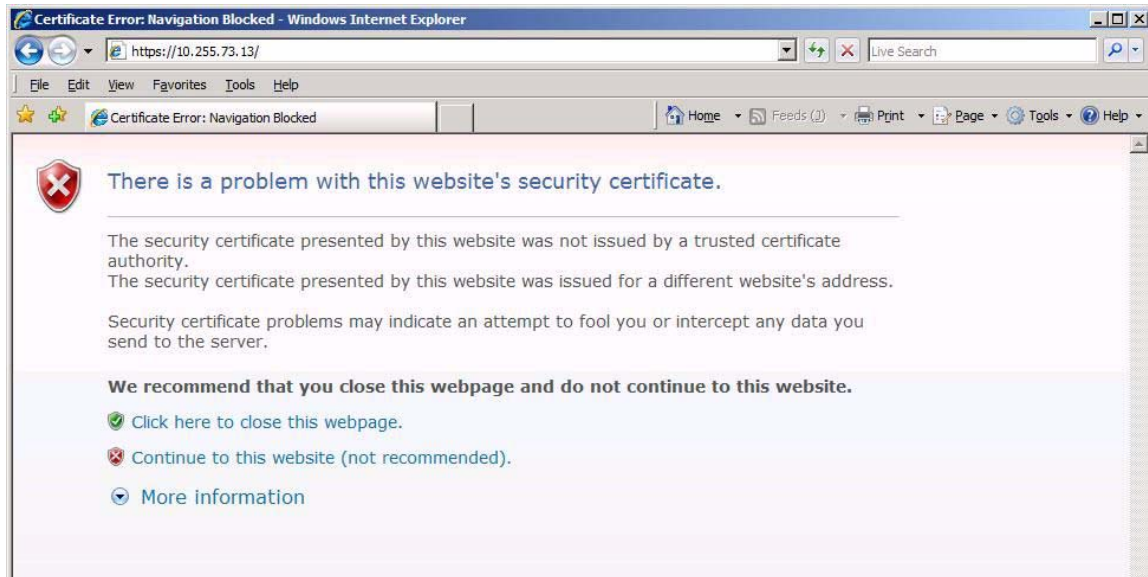 Certificate Error: Navigation Blocked - Windows Internet Explorer
https://10.255.73.13/
Live Search
File Edit View Favorites Tools Help
Certificate Error: Navigation Blocked
Home Feeds (J) Print Page Tools Help
There is a problem with this website's security certificate.
The security certificate presented by this website was not issued by a trusted certificate
authority.
The security certificate presented by this website was issued for a different website's address.
Security certificate problems may indicate an attempt to fool you or intercept any data you
send to the server.
We recommend that you close this webpage and do not continue to this website.
Click here to close this webpage.
Continue to this website (not recommended).
More information